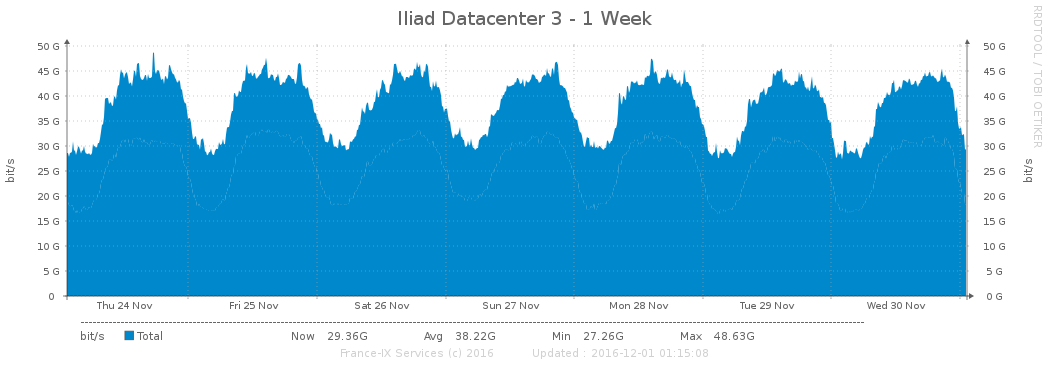 Iliad Datacenter 3 - 1 Week
RRDTOOL / TOBI OETIKER
50 G 50 G
45 G 45 G
40 G 40 G
35 G 35 G
30 G 30 G
25 G 25 G
20 G 20 G
15 G 15 G
10 G 10 G
5 G 5 G
0 0 G
bit/s bit/s
Thu 24 Nov Fri 25 Nov Sat 26 Nov Sun 27 Nov Mon 28 Nov Tue 29 Nov Wed 30 Nov
bit/s Total Now 29.36G Avg 38.22G Min 27.26G Max 48.63G
France-IX Services (c) 2016 Updated : 2016-12-01 01:15:08